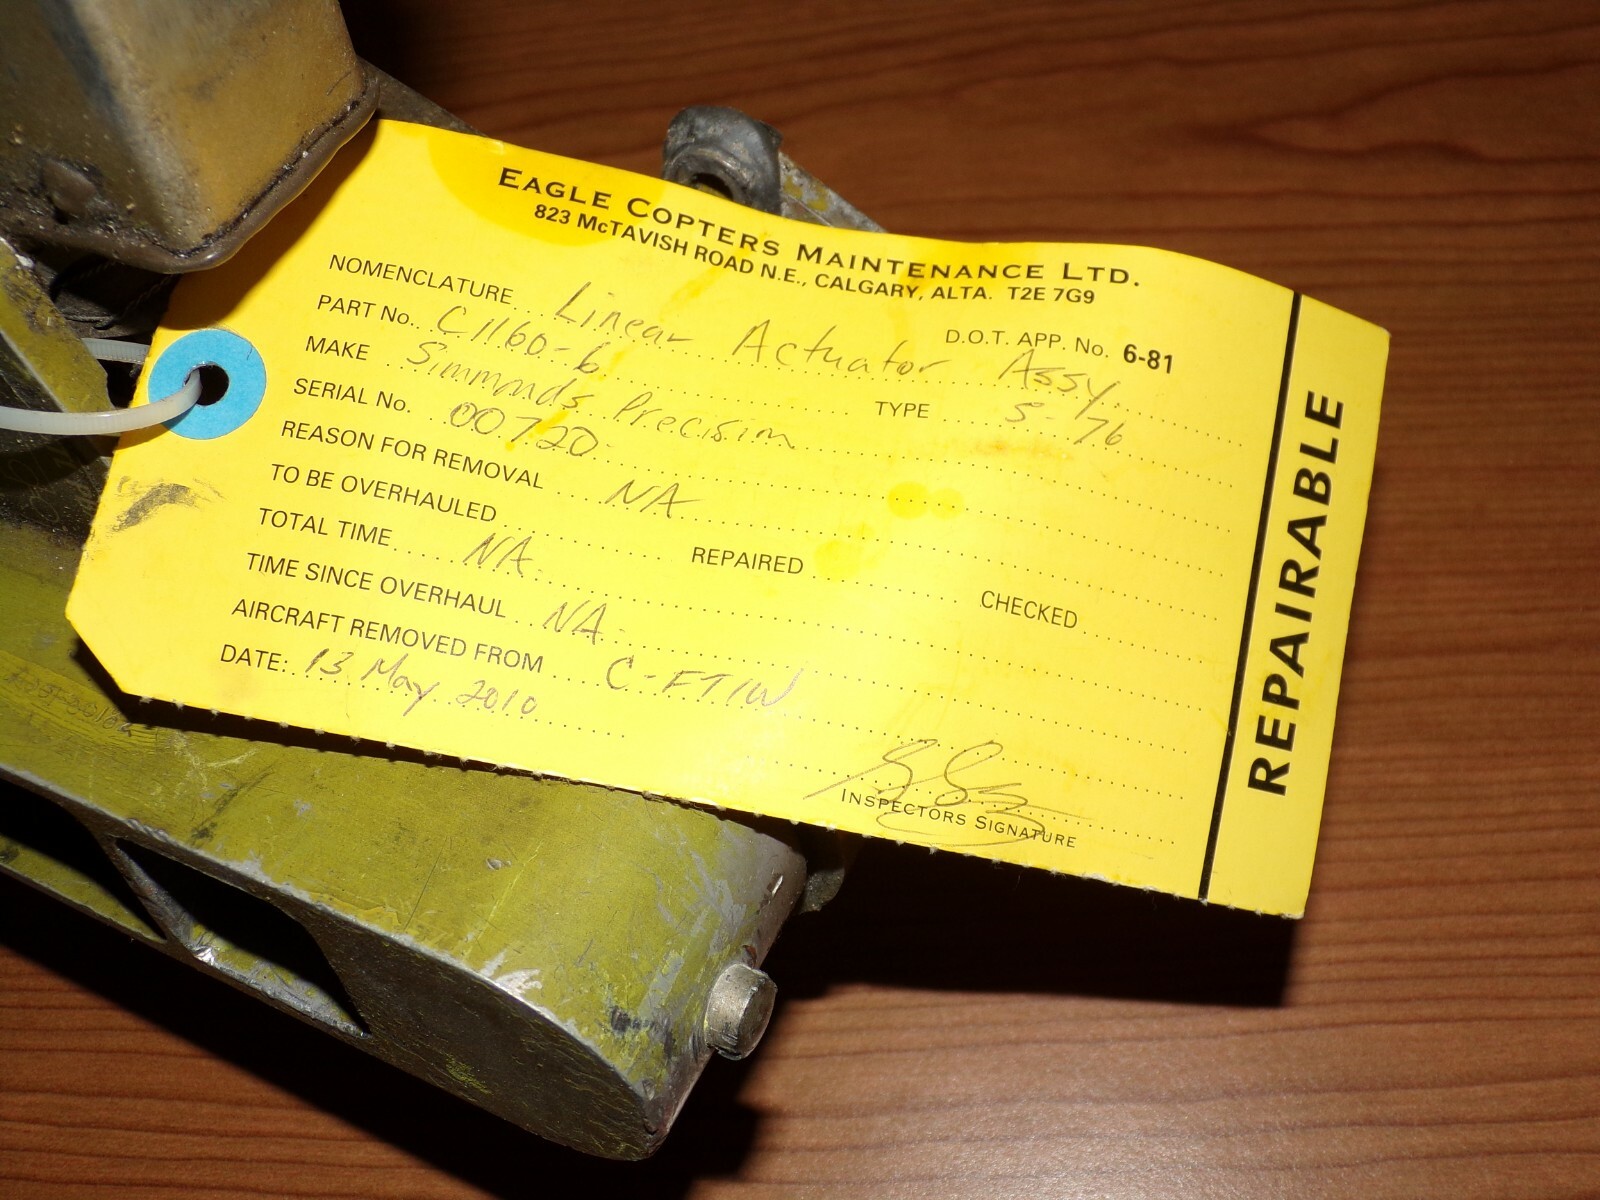 EAGLE COPTERS MAINTENANCE LTD.
823 McTAVISH ROAD N.E., CALGARY, ALTA. T2E 7G9
D.O.T. APP. No. 6-81
NOMENCLATURE Linear Actuator Assy
PART No. C1160-6
MAKE Simmonds Precision TYPE S-76
SERIAL No. 00720
REASON FOR REMOVAL NA
TO BE OVERHAULED REPAIRED CHECKED
TOTAL TIME NA
TIME SINCE OVERHAUL NA
AIRCRAFT REMOVED FROM C-FTIW
DATE: 13 May 2010
INSPECTORS SIGNATURE
REPAIRABLE